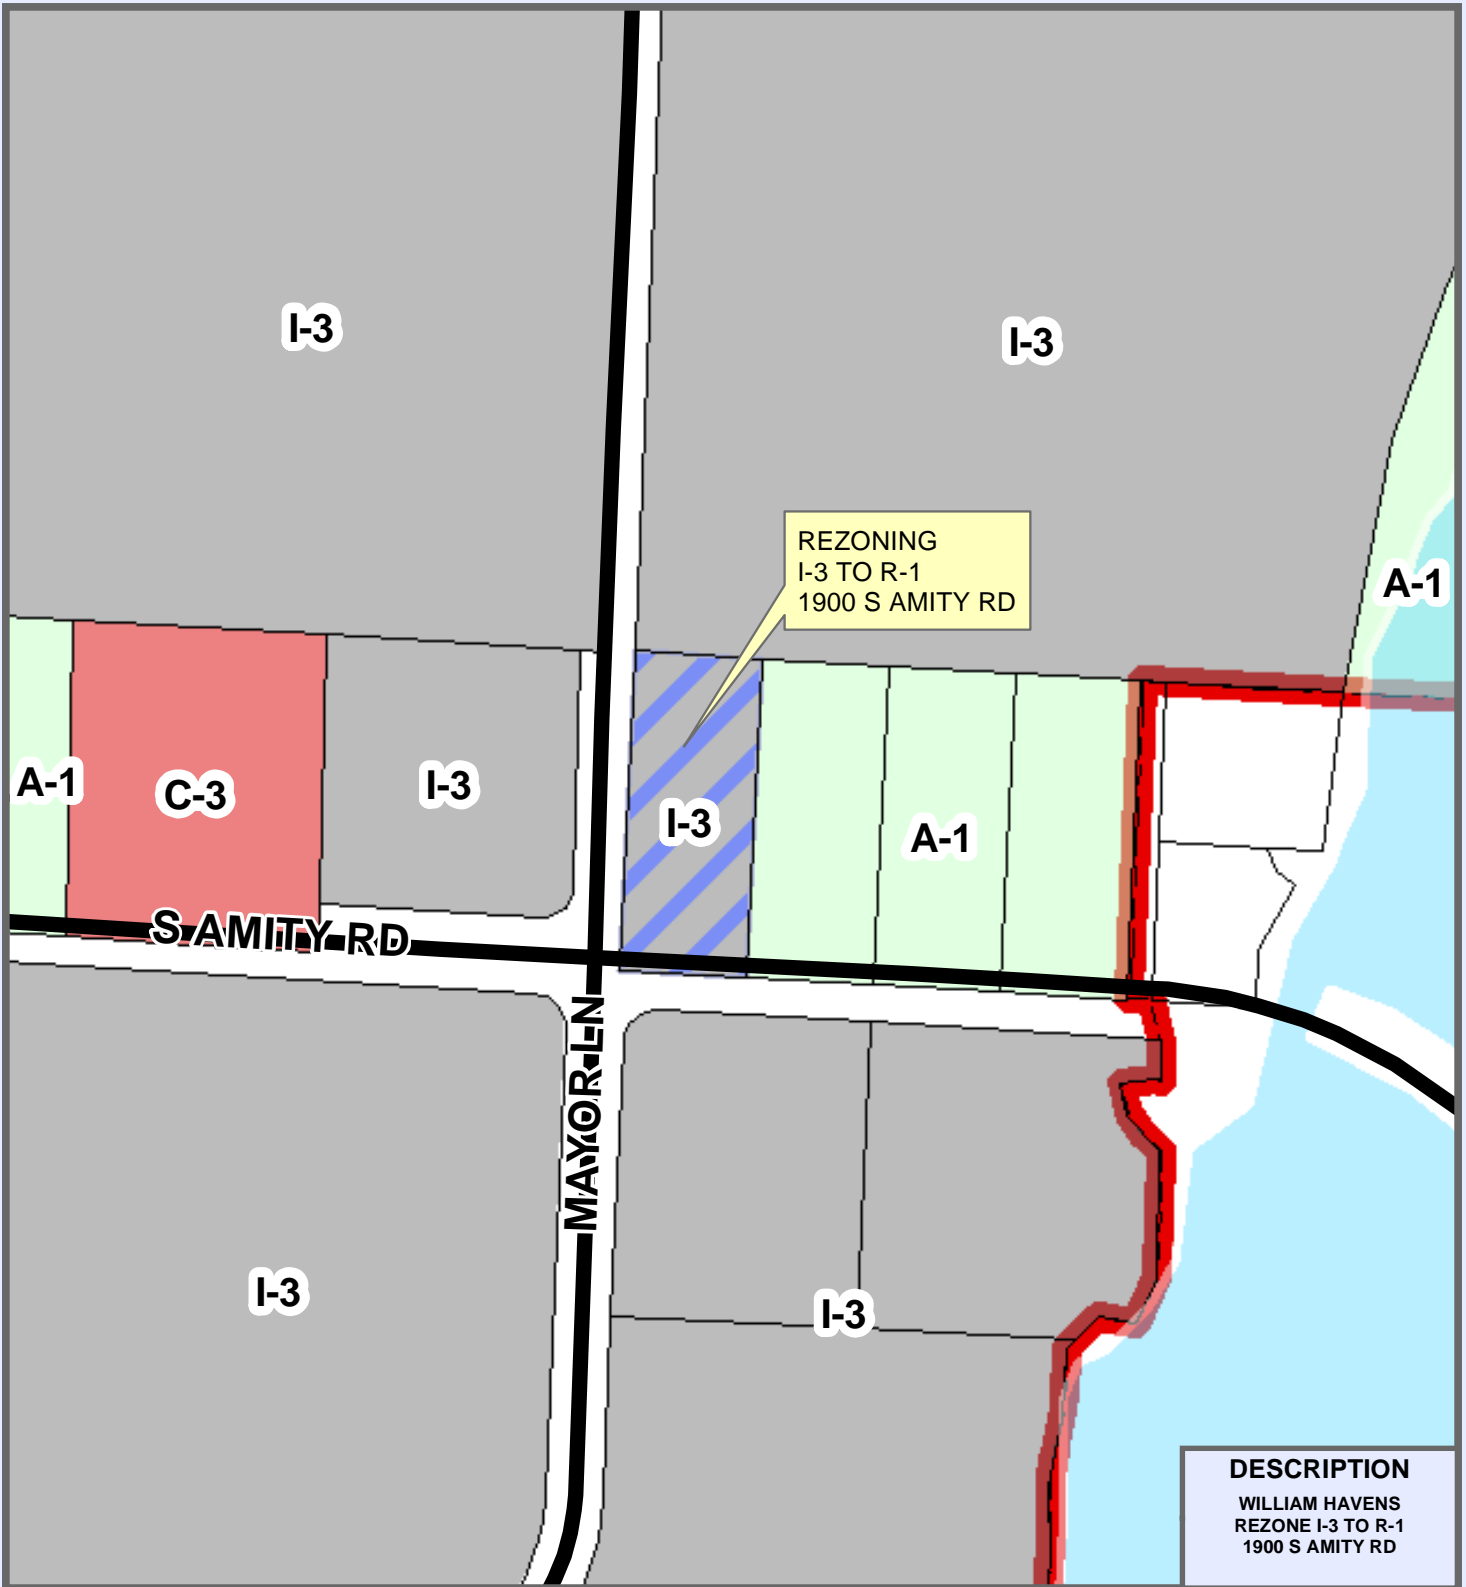 I-3
I-3
REZONING
I-3 TO R-1
1900 S AMITY RD
A-1
A-1
C-3
I-3
I-3
A-1
S AMITY RD
MAYOR LN
I-3
I-3
DESCRIPTION
WILLIAM HAVENS
REZONE I-3 TO R-1
1900 S AMITY RD